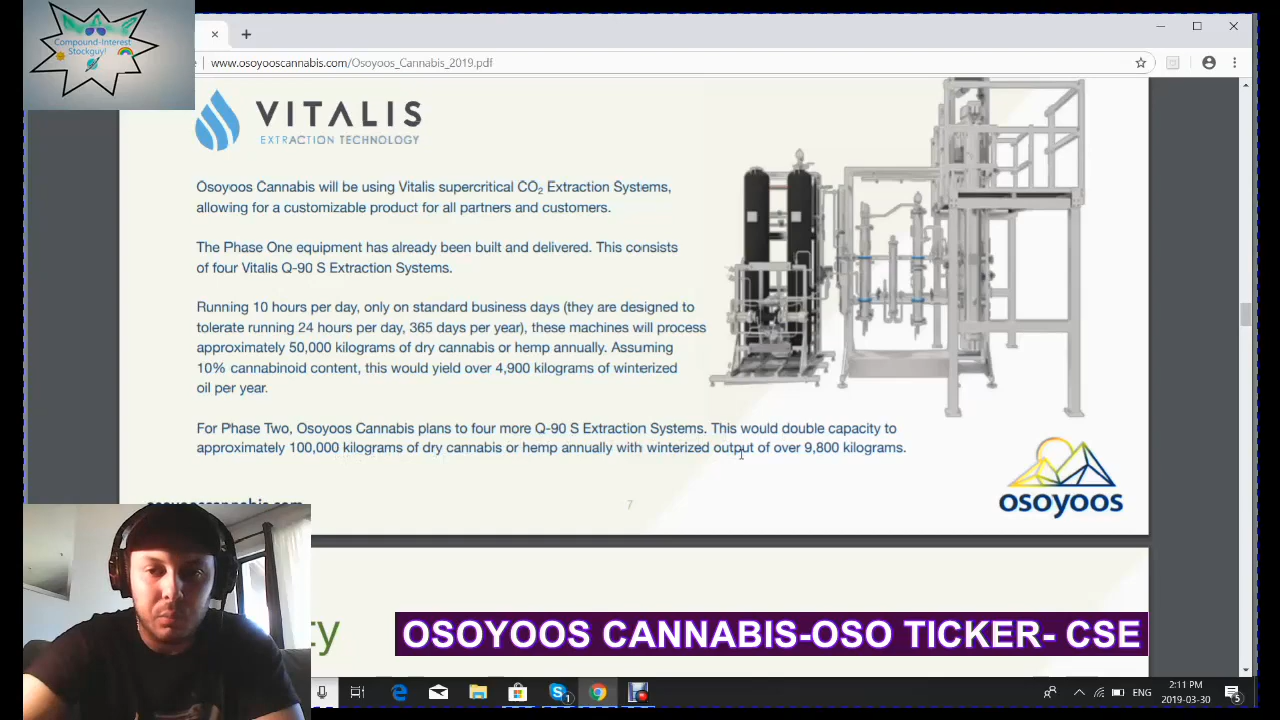 Compound-Interest
Stockguy!
www.osoyooscannabis.com/Osoyoos_Cannabis_2019.pdf
VITALIS
EXTRACTION TECHNOLOGY
Osoyoos Cannabis will be using Vitalis supercritical CO₂ Extraction Systems,
allowing for a customizable product for all partners and customers.
The Phase One equipment has already been built and delivered. This consists
of four Vitalis Q-90 S Extraction Systems.
Running 10 hours per day, only on standard business days (they are designed to
tolerate running 24 hours per day, 365 days per year), these machines will process
approximately 50,000 kilograms of dry cannabis or hemp annually. Assuming
10% cannabinoid content, this would yield over 4,900 kilograms of winterized
oil per year.
For Phase Two, Osoyoos Cannabis plans to four more Q-90 S Extraction Systems. This would double capacity to
approximately 100,000 kilograms of dry cannabis or hemp annually with winterized output of over 9,800 kilograms.
OSOYOOS
7
ty
OSOYOOS CANNABIS-OSO TICKER- CSE
1
ENG
2:11 PM
2019-03-30
5